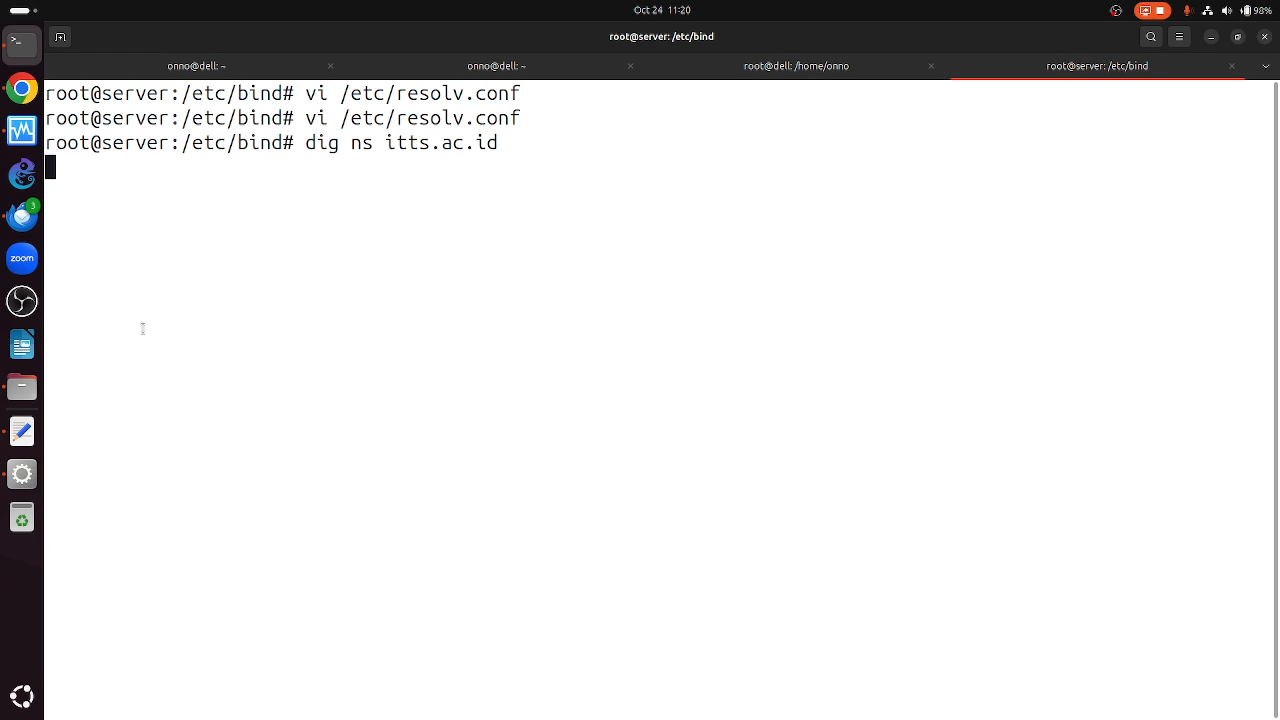 Oct 24 11:20
98%
root@server: /etc/bind
onno@dell: ~
onno@dell: ~
root@dell: /home/onno
root@server: /etc/bind
root@server:/etc/bind# vi /etc/resolv.conf
root@server:/etc/bind# vi /etc/resolv.conf
root@server:/etc/bind# dig ns itts.ac.id
3
zoom